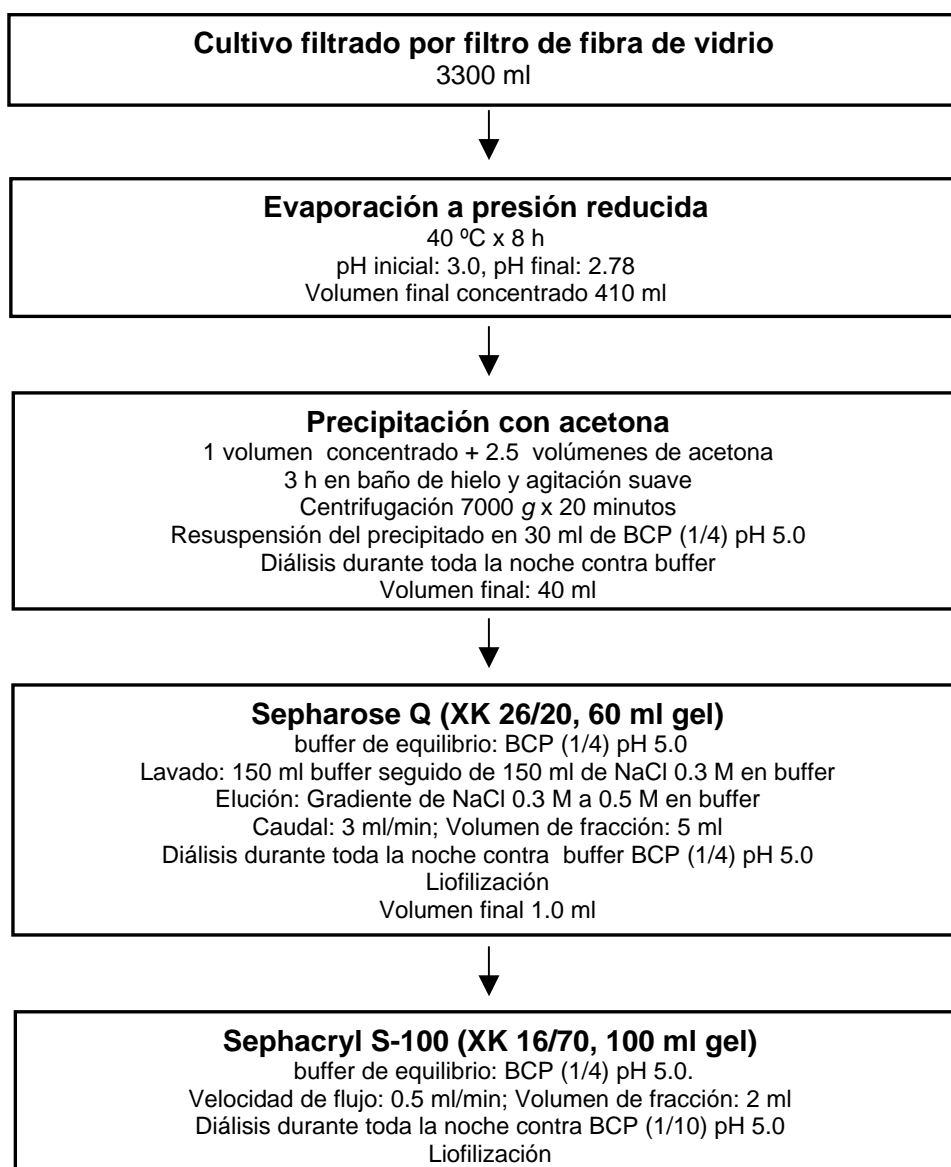 Cultivo filtrado por filtro de fibra de vidrio
3300 ml
Evaporación a presión reducida
40 ºC x 8 h
pH inicial: 3.0, pH final: 2.78
Volumen final concentrado 410 ml
Precipitación con acetona
1 volumen concentrado + 2.5 volúmenes de acetona
3 h en baño de hielo y agitación suave
Centrifugación 7000 g x 20 minutos
Resuspensión del precipitado en 30 ml de BCP (1/4) pH 5.0
Diálisis durante toda la noche contra buffer
Volumen final: 40 ml
Sepharose Q (XK 26/20, 60 ml gel)
buffer de equilibrio: BCP (1/4) pH 5.0
Lavado: 150 ml buffer seguido de 150 ml de NaCl 0.3 M en buffer
Elución: Gradiente de NaCl 0.3 M a 0.5 M en buffer
Caudal: 3 ml/min; Volumen de fracción: 5 ml
Diálisis durante toda la noche contra buffer BCP (1/4) pH 5.0
Liofilización
Volumen final 1.0 ml
Sephacryl S-100 (XK 16/70, 100 ml gel)
buffer de equilibrio: BCP (1/4) pH 5.0.
Velocidad de flujo: 0.5 ml/min; Volumen de fracción: 2 ml
Diálisis durante toda la noche contra BCP (1/10) pH 5.0
Liofilización